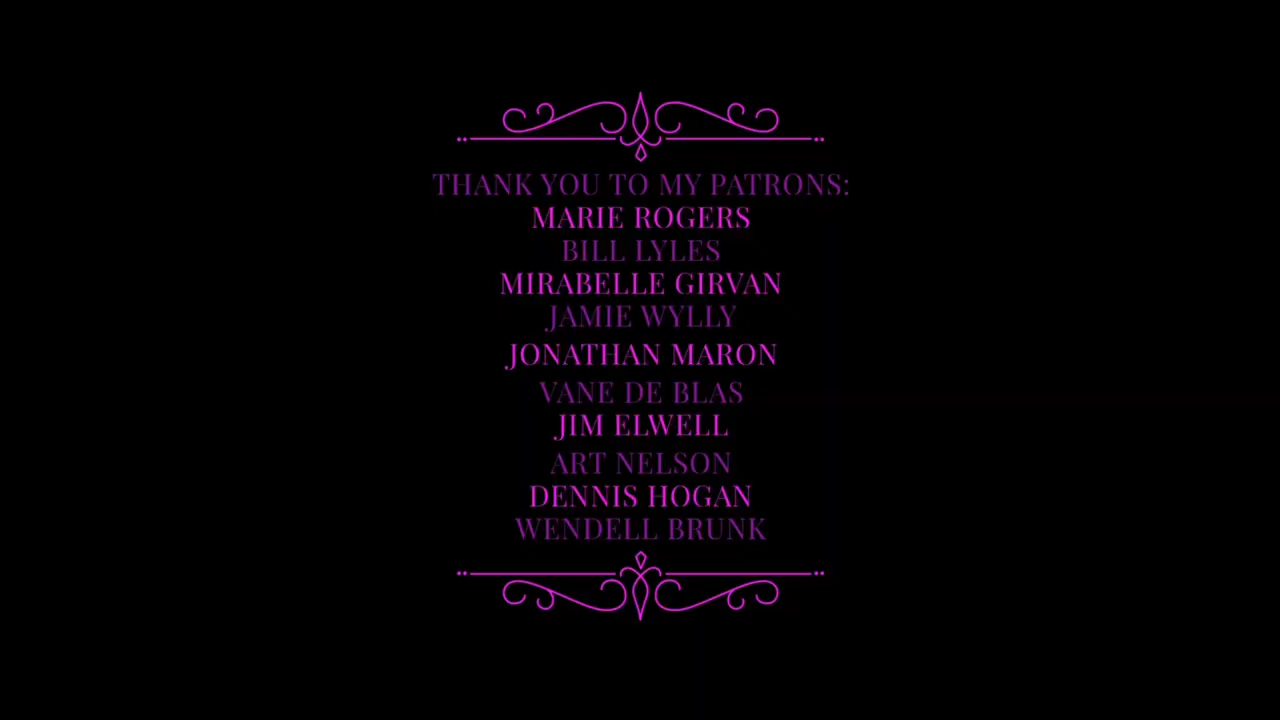 THANK YOU TO MY PATRONS:
MARIE ROGERS
BILL LYLES
MIRABELLE GIRVAN
JAMIE WYLLY
JONATHAN MARON
VANE DE BLAS
JIM ELWELL
ART NELSON
DENNIS HOGAN
WENDELL BRUNK